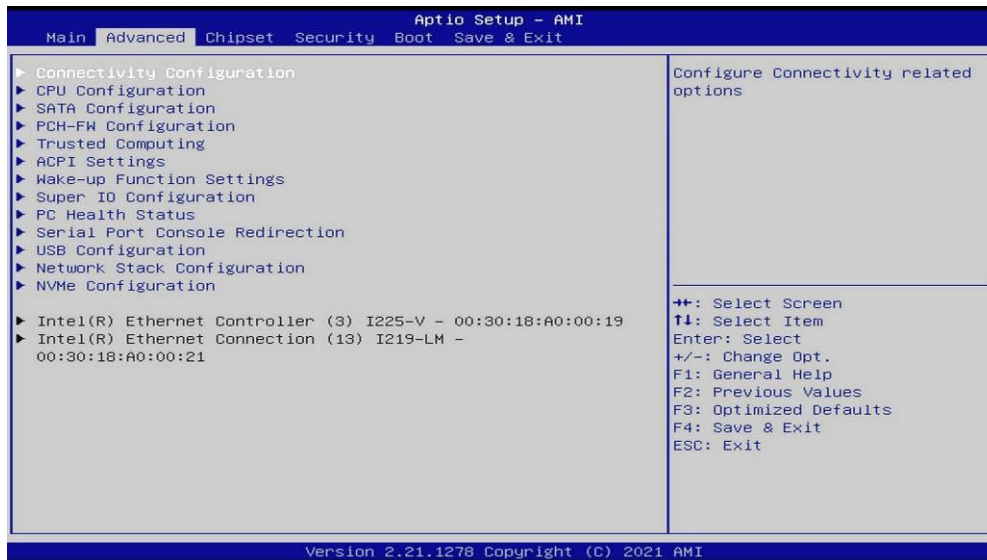 Aptio Setup – AMI
Main Advanced Chipset Security Boot Save & Exit
► Connectivity Configuration
► CPU Configuration
► SATA Configuration
► PCH-FW Configuration
► Trusted Computing
► ACPI Settings
► Wake-up Function Settings
► Super IO Configuration
► PC Health Status
► Serial Port Console Redirection
► USB Configuration
► Network Stack Configuration
► NVMe Configuration
► Intel(R) Ethernet Controller (3) I225-V – 00:30:18:A0:00:19
► Intel(R) Ethernet Connection (13) I219-LM –
00:30:18:A0:00:21
Configure Connectivity related
options
→←: Select Screen
↑↓: Select Item
Enter: Select
+/-: Change Opt.
F1: General Help
F2: Previous Values
F3: Optimized Defaults
F4: Save & Exit
ESC: Exit
Version 2.21.1278 Copyright (C) 2021 AMI